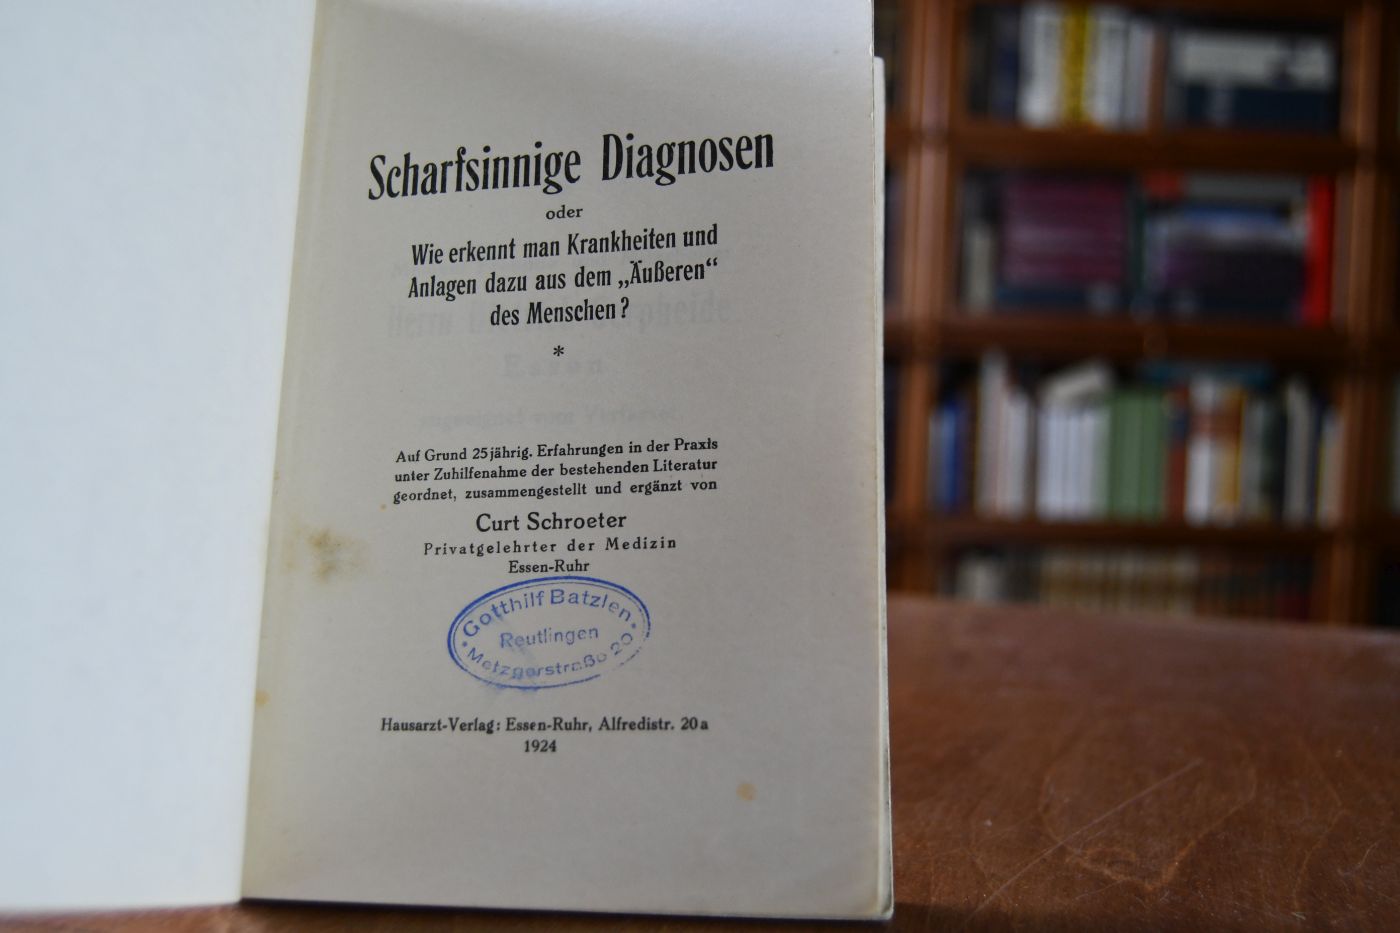 Scharfsinnige Diagnosen
oder
Wie erkennt man Krankheiten und
Anlagen dazu aus dem „Äußeren“
des Menschen?
*
Auf Grund 25jährig. Erfahrungen in der Praxis
unter Zuhilfenahme der bestehenden Literatur
geordnet, zusammengestellt und ergänzt von
Curt Schroeter
Privatgelehrter der Medizin
Essen-Ruhr
Gotthilf Batzlen
Reutlingen
Metzgerstraße 20
Hausarzt-Verlag: Essen-Ruhr, Alfredistr. 20a
1924